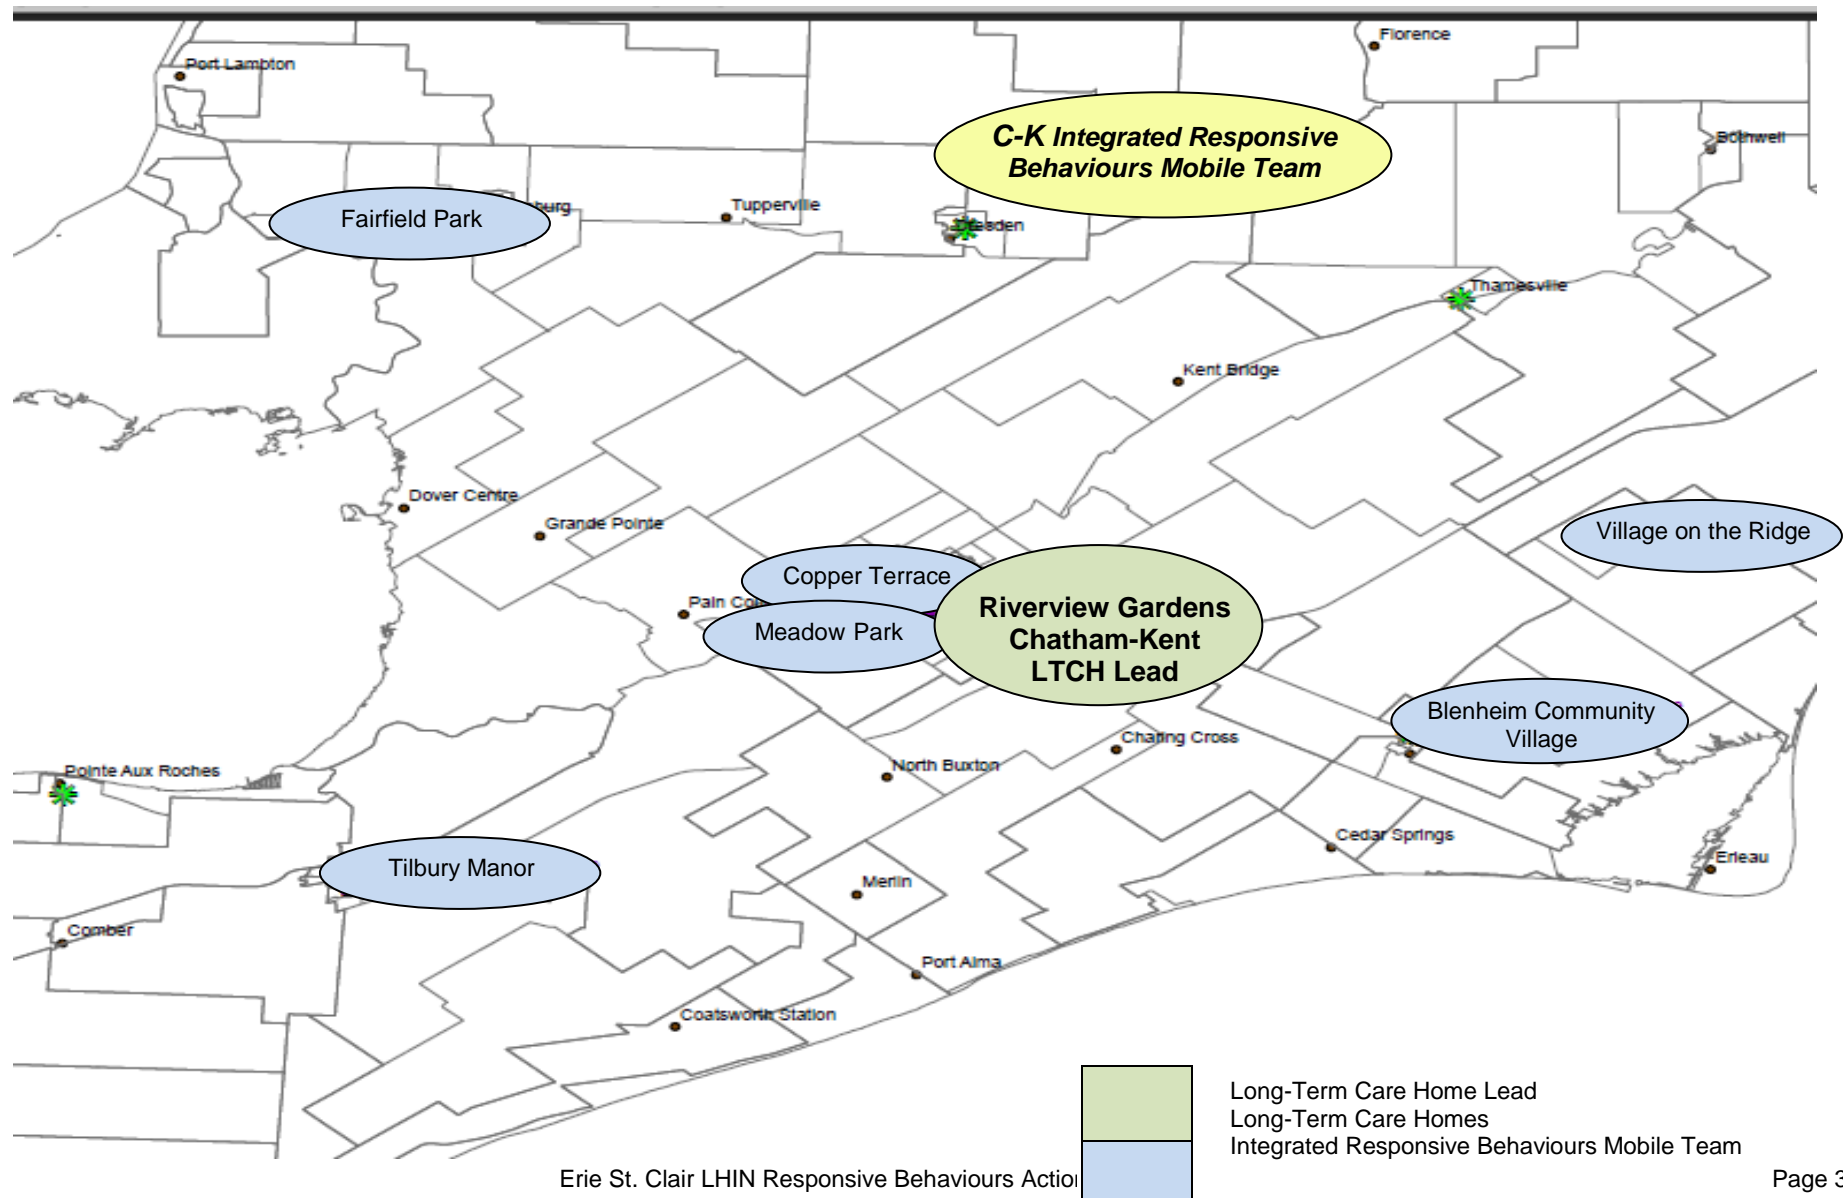 Florence
Port Lambton
C-K Integrated Responsive
Behaviours Mobile Team
Bothwell
Fairfield Park
burg
Tupperville
Dresden
Thamesville
Kent Bridge
Dover Centre
Grande Pointe
Village on the Ridge
Copper Terrace
Pain Co
Meadow Park
Riverview Gardens
Chatham-Kent
LTCH Lead
Blenheim Community
Village
Charing Cross
North Buxton
Pointe Aux Roches
Cedar Springs
Erieau
Tilbury Manor
Merlin
Comber
Port Alma
Coatsworth Station
Long-Term Care Home Lead
Long-Term Care Homes
Integrated Responsive Behaviours Mobile Team
Erie St. Clair LHIN Responsive Behaviours Action
Page 3